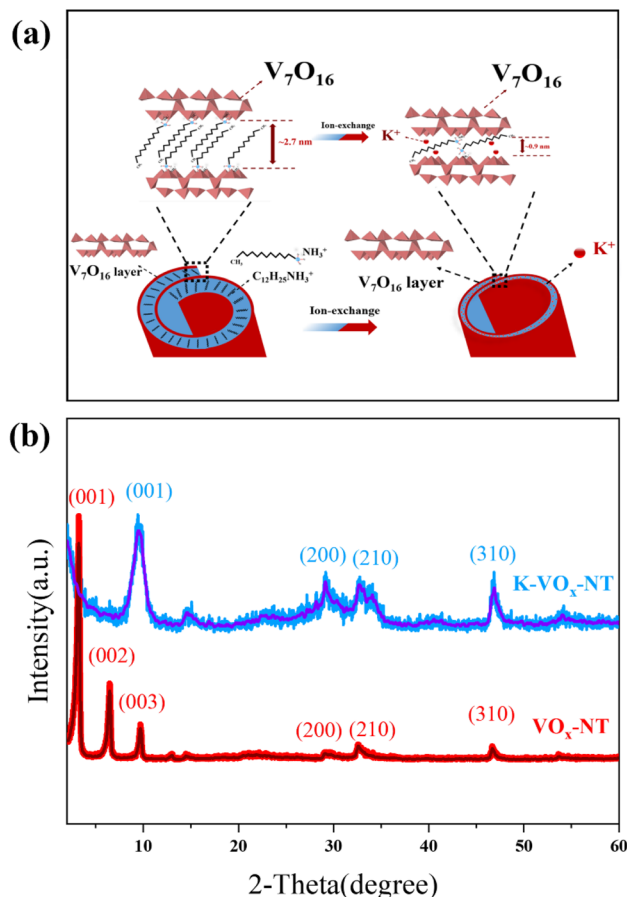 (a)
V₇O₁₆
V₇O₁₆
Ion-exchange
K⁺
~2.7 nm
~0.9 nm
V₇O₁₆ layer
CH₃
NH₃⁺
C₁₂H₂₅NH₃⁺
Ion-exchange
V₇O₁₆ layer
K⁺
(b)
(001)
(001)
(200)
(210)
(310)
K-VOₓ-NT
(002)
(003)
(200)
(210)
(310)
VOₓ-NT
Intensity(a.u.)
10 20 30 40 50 60
2-Theta(degree)